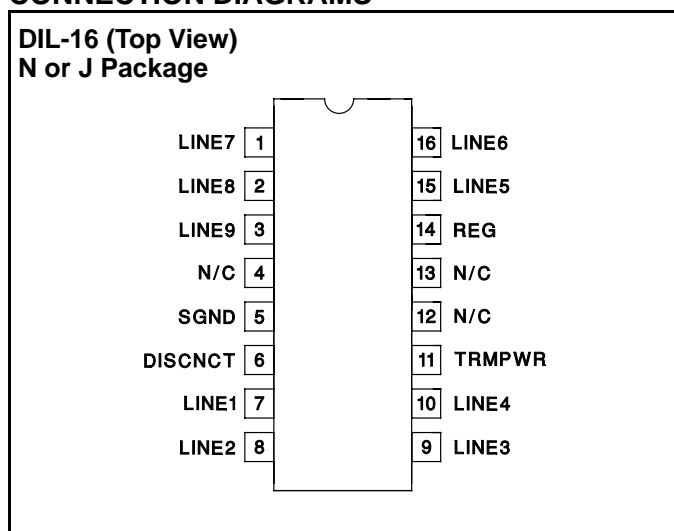 CONNECTION DIAGRAMS
DIL-16 (Top View)
N or J Package
LINE7 1 16 LINE6
LINE8 2 15 LINE5
LINE9 3 14 REG
N/C 4 13 N/C
SGND 5 12 N/C
DISCNCT 6 11 TRMPWR
LINE1 7 10 LINE4
LINE2 8 9 LINE3